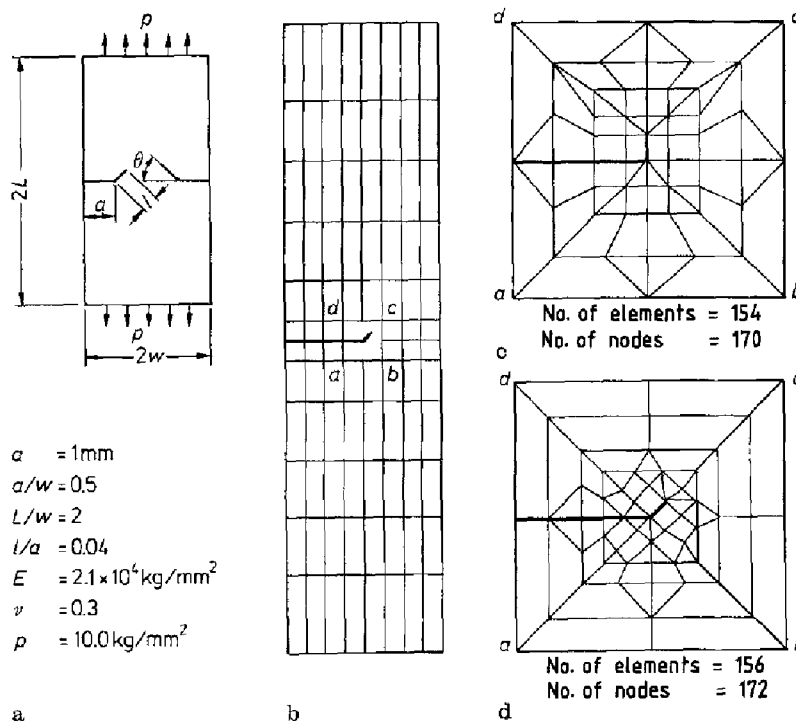 p
2L
θ
a
l
p
2w
a = 1mm
a/w = 0.5
L/w = 2
l/a = 0.04
E = 2.1 × 10⁴ kg/mm²
ν = 0.3
p = 10.0 kg/mm²
a
d
c
a
b
b
d
c
a
b
No. of elements = 154
No. of nodes = 170
c
d
c
a
b
No. of elements = 156
No. of nodes = 172
d